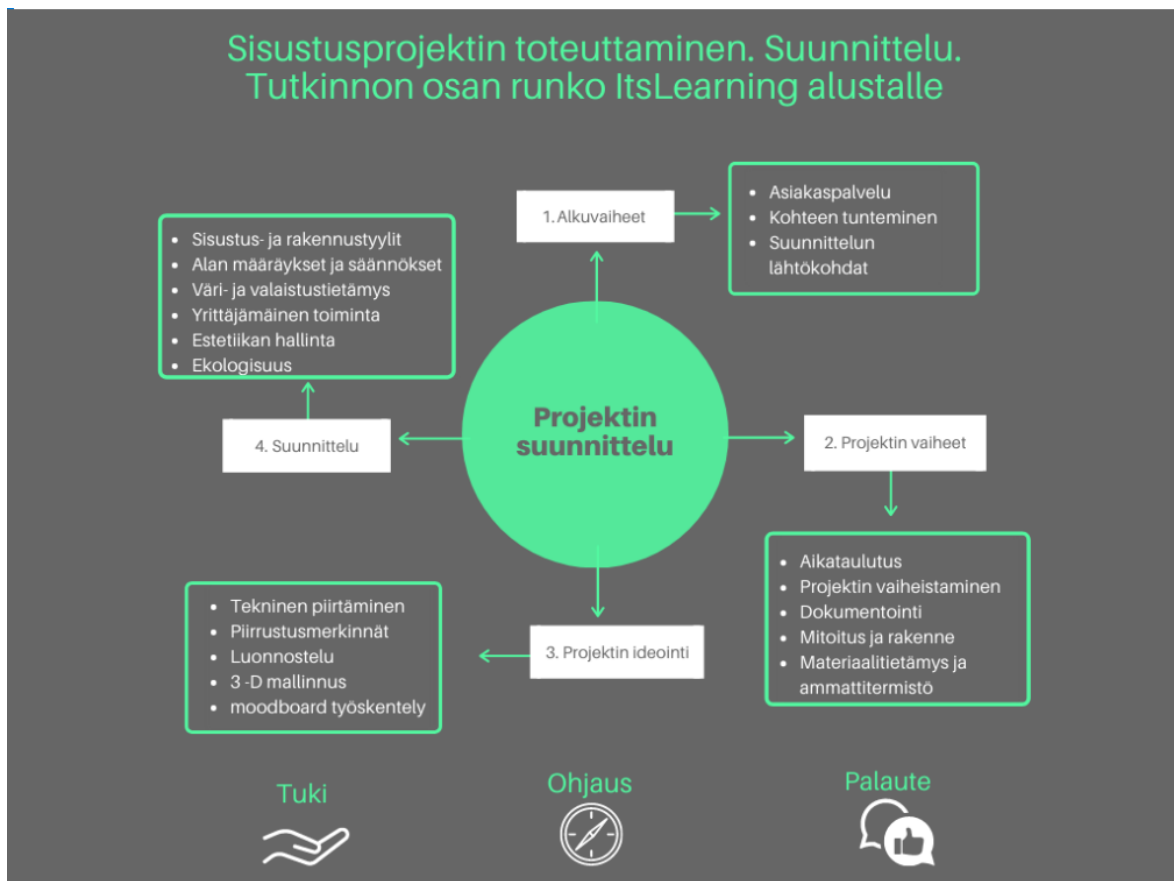 Sisustusprojektin toteuttaminen. Suunnittelu.
Tutkinnon osan runko ItsLearning alustalle
1. Alkuvaiheet
• Asiakaspalvelu
• Kohteen tunteminen
• Suunnittelun
lähtökohdat
• Sisustus- ja rakennustyylit
• Alan määräykset ja säännökset
• Väri- ja valaistustietämys
• Yrittäjämäinen toiminta
• Estetiikan hallinta
• Ekologisuus
4. Suunnittelu
Projektin
suunnittelu
2. Projektin vaiheet
• Aikataulutus
• Projektin vaiheistaminen
• Dokumentointi
• Mitoitus ja rakenne
• Materiaalitietämys ja
ammattitermistö
3. Projektin ideointi
• Tekninen piirtäminen
• Piirrustusmerkinnät
• Luonnostelu
• 3 -D mallinnus
• moodboard työskentely
Tuki
Ohjaus
Palaute